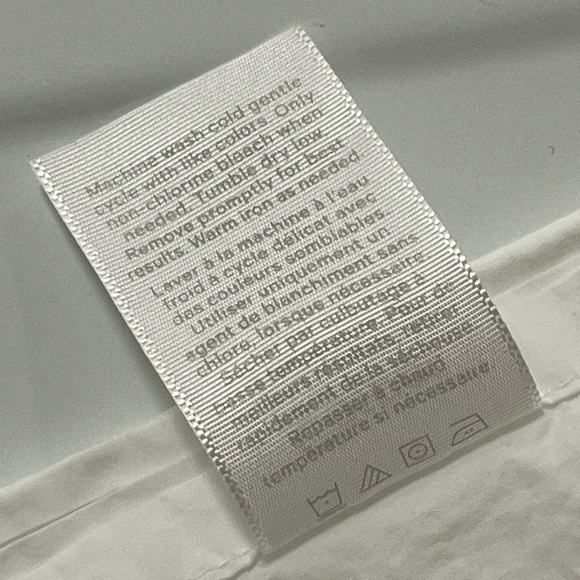 Machine wash cold gentle
cycle with like colors. Only
non-chlorine bleach when
needed. Tumble dry low.
Remove promptly for best
results. Warm iron as needed.
Laver à la machine à l'eau
froid à cycle délicat avec
des couleurs semblables
Utiliser uniquement un
agent de blanchiment sans
chlore, lorsque nécessaire
Sécher par culbutage à
basse température. Pour de
meilleurs résultats, retirer
rapidement de la sécheuse
Repasser à chaud
température si nécessaire